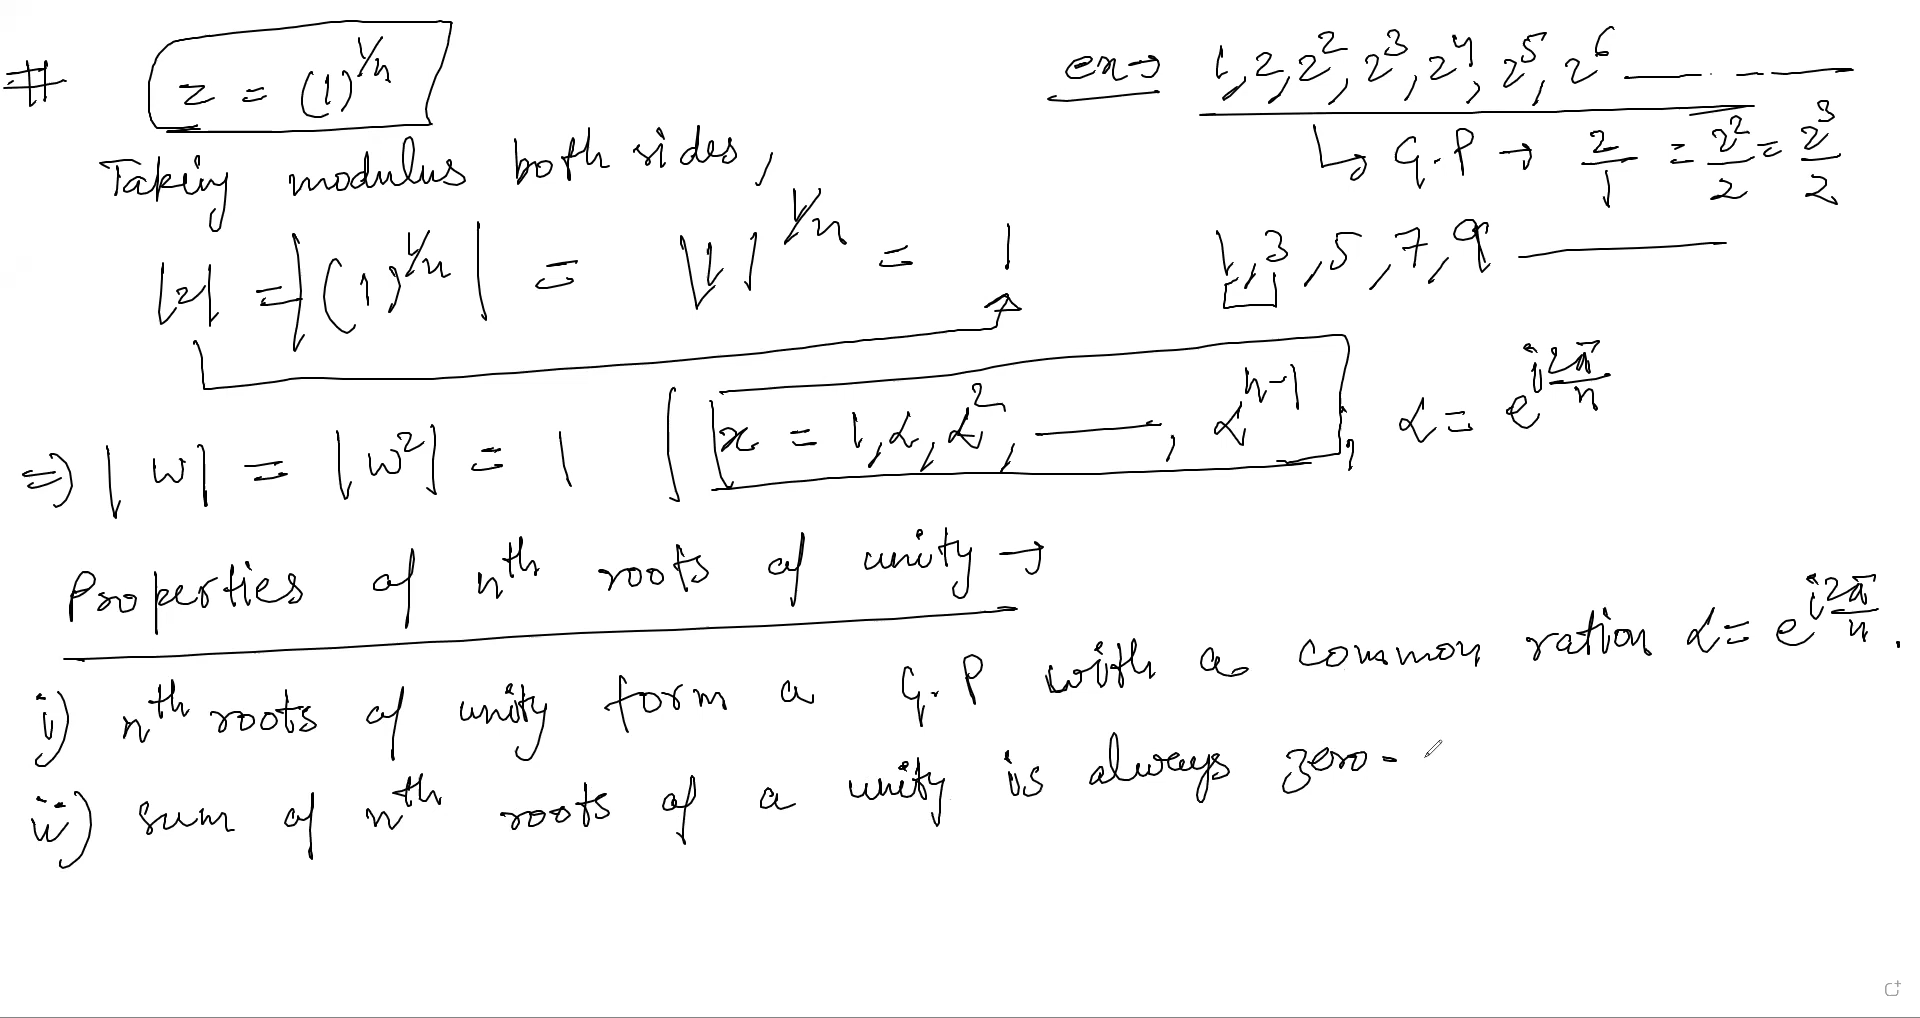 # z = (1)^1/n
Taking modulus both sides,
|z| = |(1)^1/n| = |1|^1/n = 1
⇒ |w| = |w²| = 1
x = 1, α, α², ——, α^n-1 , α = e^i2π/n
ex→ 1, 2, 2², 2³, 2⁴, 2⁵, 2⁶ — - —
↳ G.P → 2/1 = 2²/2 = 2³/2
1, 3, 5, 7, 9 ——
Properties of nth roots of unity →
i) nth roots of unity form a G.P with a common ration α = e^i2π/n .
ii) sum of nth roots of a unity is always zero -